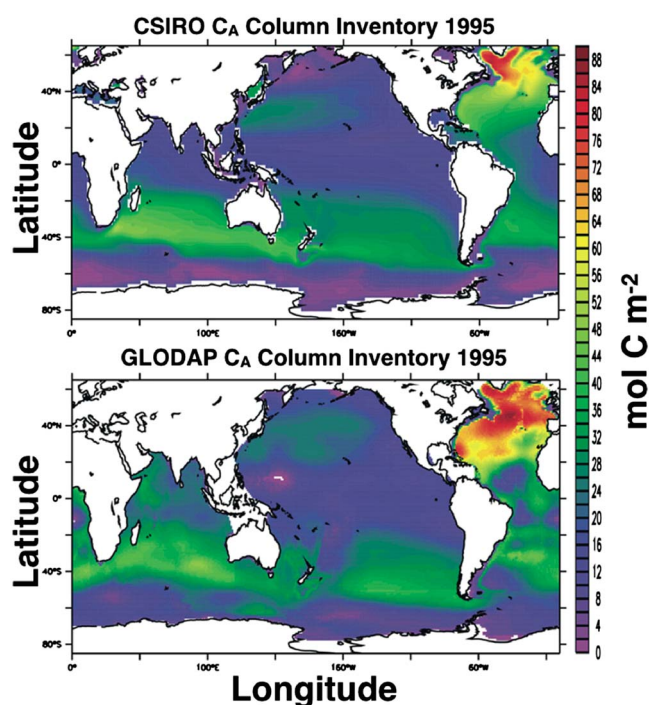 CSIRO CA Column Inventory 1995
Latitude
40°N
0°
40°S
80°S
0°
100°E
160°W
60°W
GLODAP CA Column Inventory 1995
Latitude
40°N
0°
40°S
80°S
0°
100°E
160°W
60°W
Longitude
88
84
80
76
72
68
64
60
56
52
48
44
40
36
32
28
24
20
16
12
8
4
0
mol C m-2